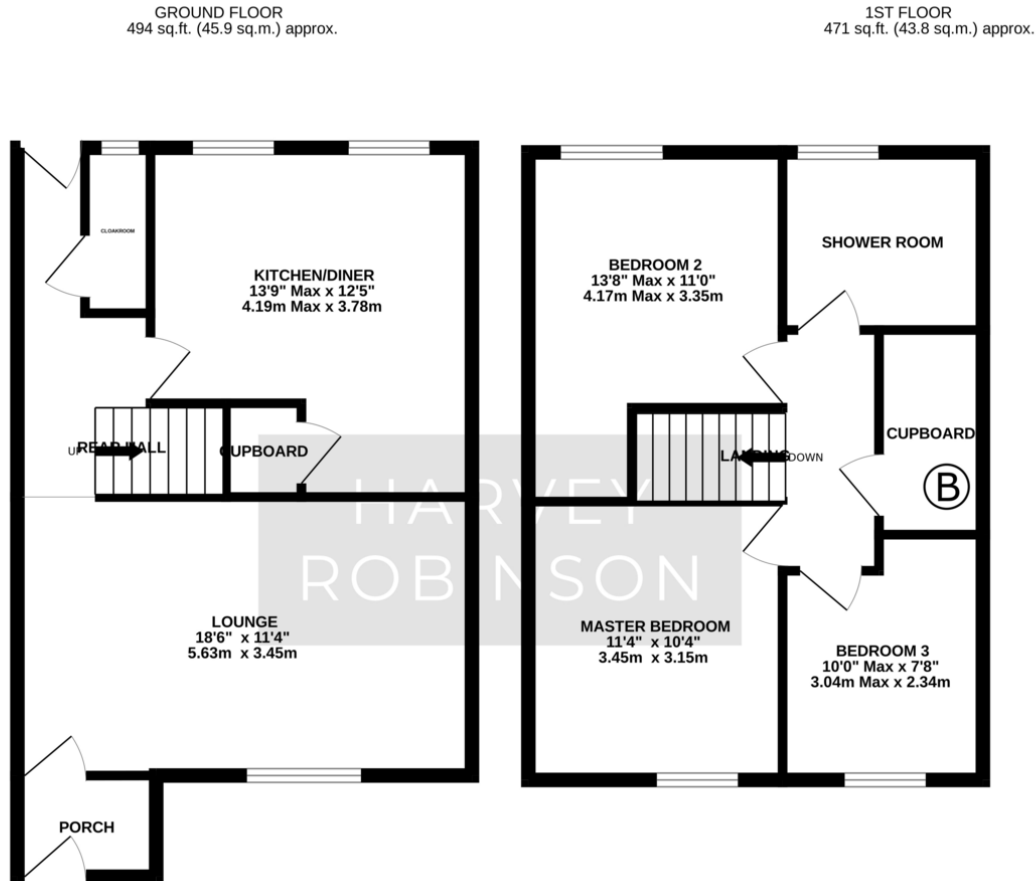 GROUND FLOOR
494 sq.ft. (45.9 sq.m.) approx.
1ST FLOOR
471 sq.ft. (43.8 sq.m.) approx.
CLOAKROOM
KITCHEN/DINER
13'9" Max x 12'5"
4.19m Max x 3.78m
UP
REAR HALL
CUPBOARD
LOUNGE
18'6" x 11'4"
5.63m x 3.45m
PORCH
BEDROOM 2
13'8" Max x 11'0"
4.17m Max x 3.35m
SHOWER ROOM
LANDING
DOWN
CUPBOARD
B
MASTER BEDROOM
11'4" x 10'4"
3.45m x 3.15m
BEDROOM 3
10'0" Max x 7'8"
3.04m Max x 2.34m
HARVEY
ROBINSON